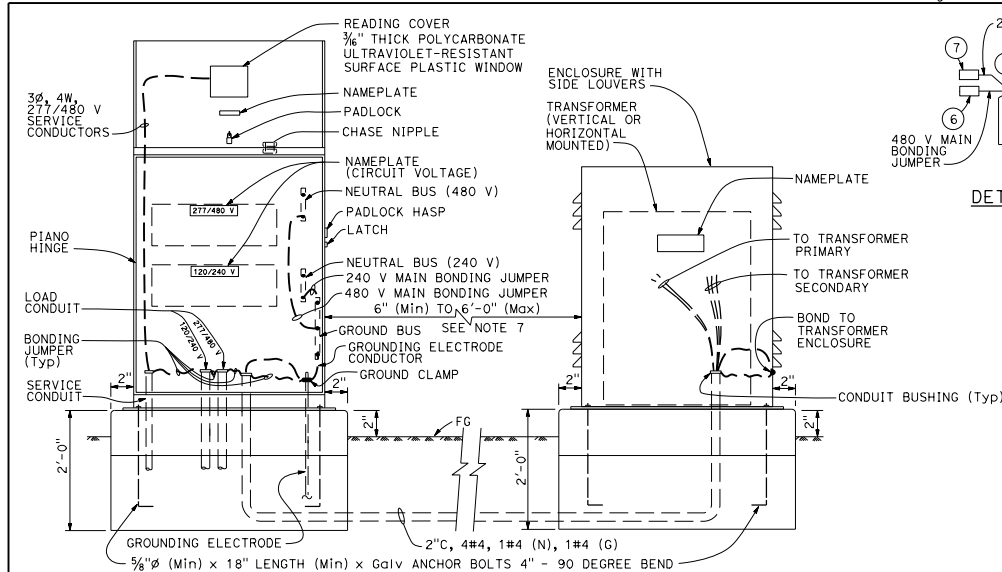 READING COVER
3⁄16" THICK POLYCARBONATE
ULTRAVIOLET-RESISTANT
SURFACE PLASTIC WINDOW
NAMEPLATE
PADLOCK
CHASE NIPPLE
3Ø, 4W,
277/480 V
SERVICE
CONDUCTORS
NAMEPLATE
(CIRCUIT VOLTAGE)
NEUTRAL BUS (480 V)
277/480 V
PADLOCK HASP
LATCH
PIANO
HINGE
NEUTRAL BUS (240 V)
120/240 V
240 V MAIN BONDING JUMPER
480 V MAIN BONDING JUMPER
6" (Min) TO 6'-0" (Max)
SEE NOTE 7
LOAD
CONDUIT
120/240 V
277/480 V
GROUND BUS
BONDING
JUMPER
(Typ)
GROUNDING ELECTRODE
CONDUCTOR
GROUND CLAMP
SERVICE
CONDUIT
2"
2"
2"
2'-0"
FG
GROUNDING ELECTRODE
2"C, 4#4, 1#4 (N), 1#4 (G)
5⁄8"Ø (Min) x 18" LENGTH (Min) x Galv ANCHOR BOLTS 4" - 90 DEGREE BEND
ENCLOSURE WITH
SIDE LOUVERS
TRANSFORMER
(VERTICAL OR
HORIZONTAL
MOUNTED)
NAMEPLATE
TO TRANSFORMER
PRIMARY
TO TRANSFORMER
SECONDARY
BOND TO
TRANSFORMER
ENCLOSURE
CONDUIT BUSHING (Typ)
2"
2"
2"
2'-0"
7
2
6
480 V MAIN
BONDING
JUMPER
DET